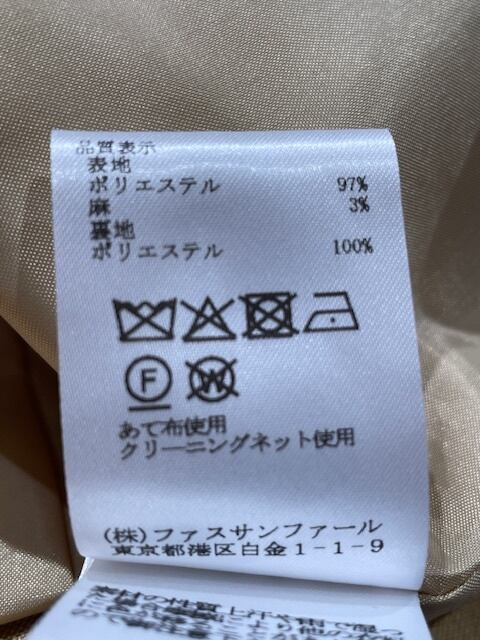 品質表示
表地
ポリエステル 97%
麻 3%
裏地
ポリエステル 100%
F W
あて布使用
クリーニングネット使用
(株)ファスサンファール
東京都港区白金1-1-9